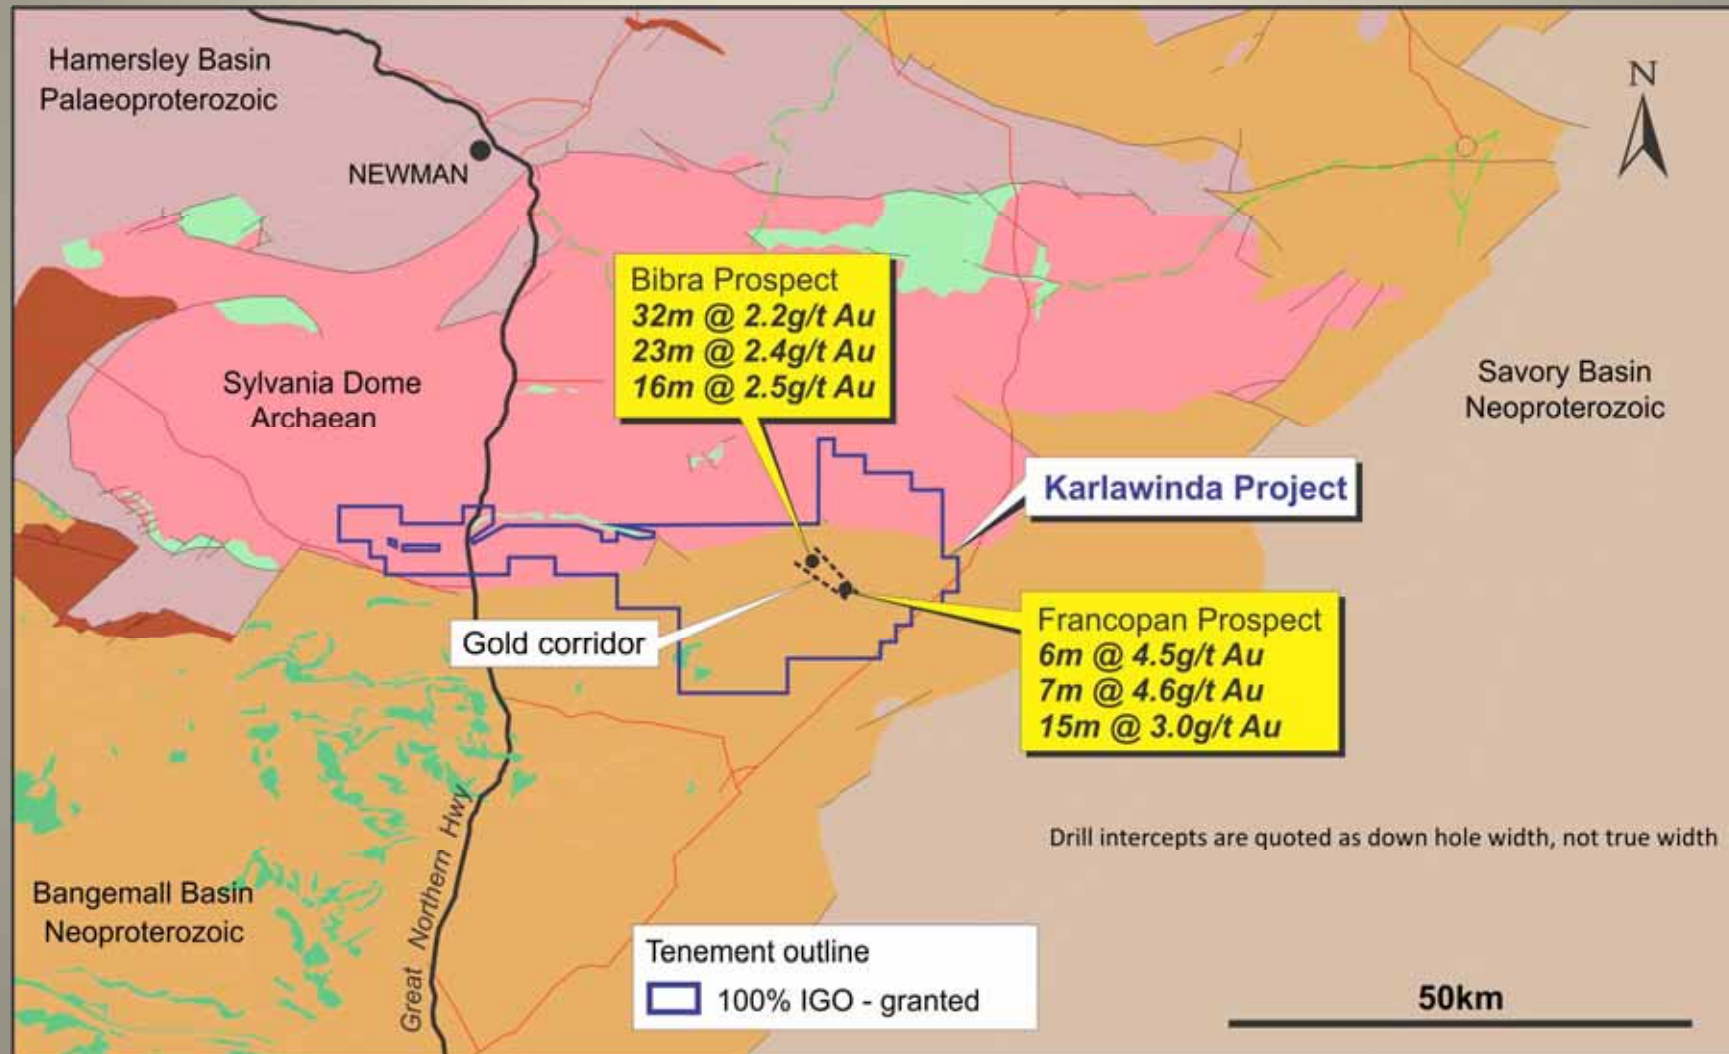 Hamersley Basin
Palaeoproterozoic
N
NEWMAN
Bibra Prospect
32m @ 2.2g/t Au
23m @ 2.4g/t Au
16m @ 2.5g/t Au
Sylvania Dome
Archaean
Savory Basin
Neoproterozoic
Karlawinda Project
Gold corridor
Francopan Prospect
6m @ 4.5g/t Au
7m @ 4.6g/t Au
15m @ 3.0g/t Au
Great Northern Hwy
Drill intercepts are quoted as down hole width, not true width
Bangemall Basin
Neoproterozoic
Tenement outline
100% IGO - granted
50km